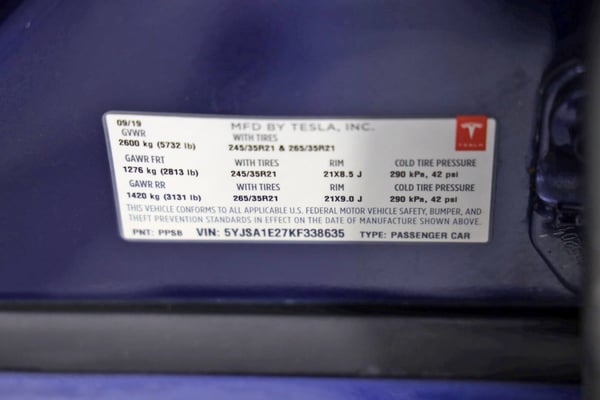 09/19 MFD BY TESLA, INC.
GVWR WITH TIRES
2600 kg (5732 lb) 245/35R21 & 265/35R21
GAWR FRT WITH TIRES RIM COLD TIRE PRESSURE
1276 kg (2813 lb) 245/35R21 21X8.5 J 290 kPa, 42 psi
GAWR RR WITH TIRES RIM COLD TIRE PRESSURE
1420 kg (3131 lb) 265/35R21 21X9.0 J 290 kPa, 42 psi
THIS VEHICLE CONFORMS TO ALL APPLICABLE U.S. FEDERAL MOTOR VEHICLE SAFETY, BUMPER, AND
THEFT PREVENTION STANDARDS IN EFFECT ON THE DATE OF MANUFACTURE SHOWN ABOVE.
PNT: PPSB VIN: 5YJSA1E27KF338635 TYPE: PASSENGER CAR
TESLA